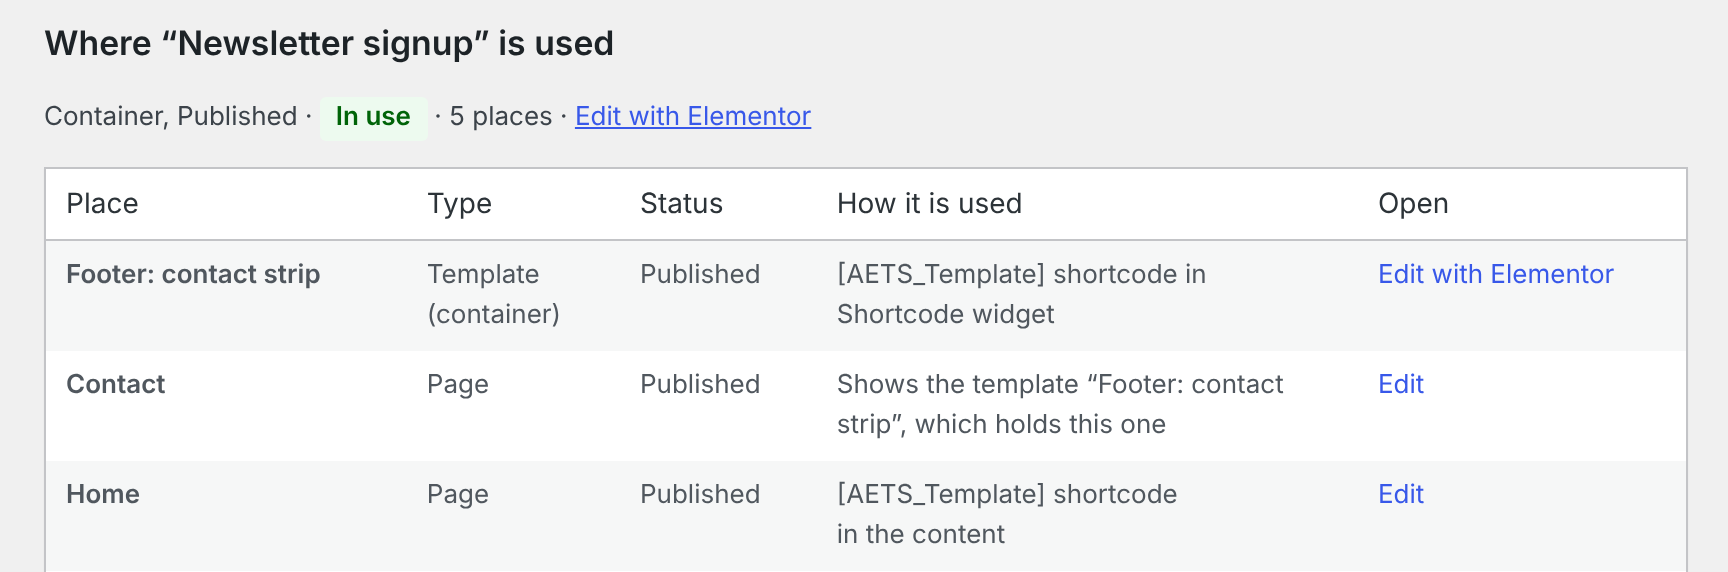 Where “Newsletter signup” is used
Container, Published · In use · 5 places · Edit with Elementor
Place Type Status How it is used Open
Footer: contact strip Template (container) Published [AETS_Template] shortcode in Shortcode widget Edit with Elementor
Contact Page Published Shows the template “Footer: contact strip”, which holds this one Edit
Home Page Published [AETS_Template] shortcode in the content Edit